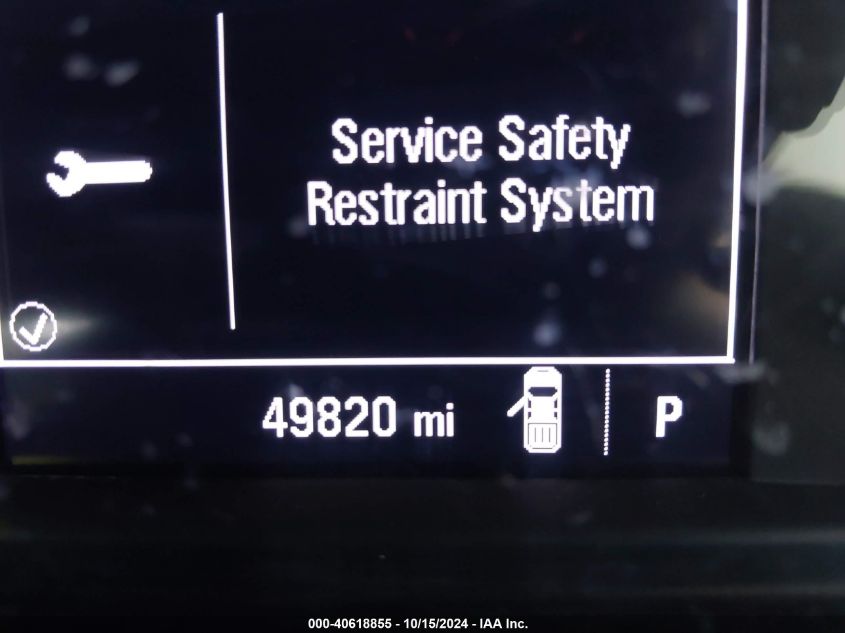 Service Safety
Restraint System
49820 mi
P
000-40618855 - 10/15/2024 - IAA Inc.